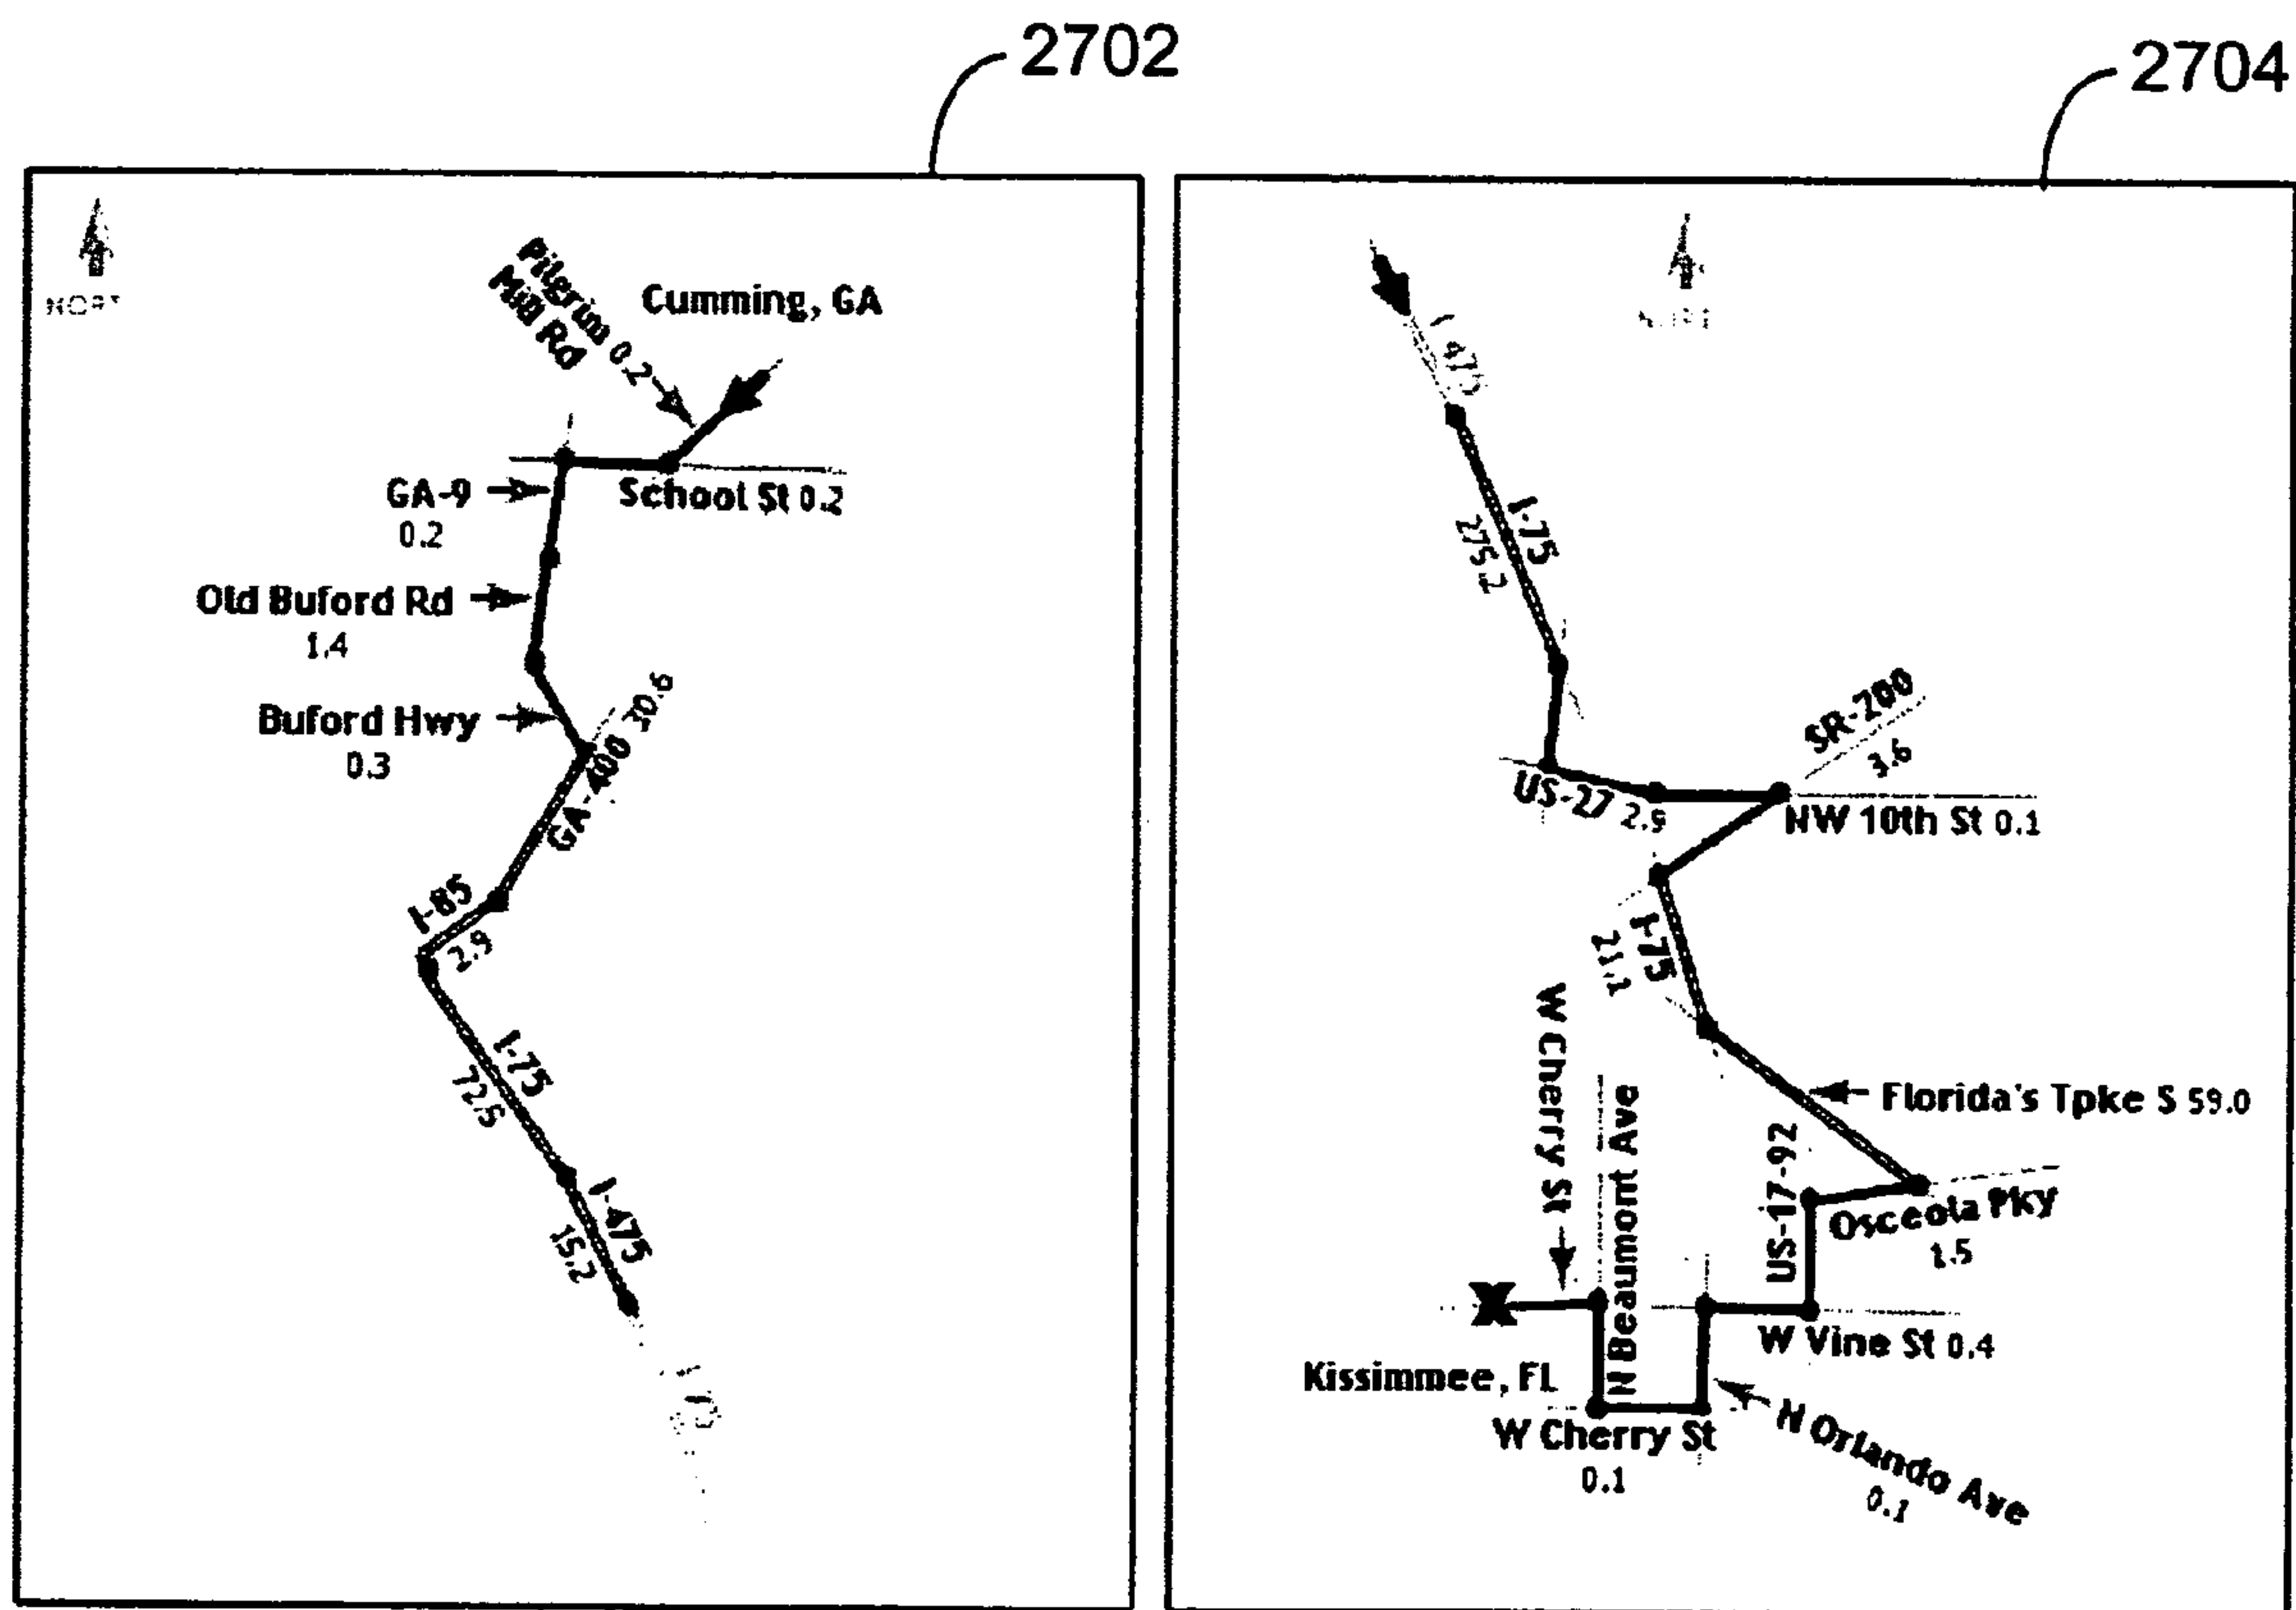 2702
2704
Cumming, GA
Pilgrim
Mill Rd
0.2
School St 0.2
GA-9
0.2
Old Buford Rd
1.4
Buford Hwy
0.3
GA-400 30.6
I-85
2.9
I-75
72.5
I-475
15.2
I-475
I-75
275.2
US-27 2.9
NW 10th St 0.1
SR-200
3.6
I-75
21.1
Florida's Tpke S 59.0
Osceola Pky
1.5
US-17-92
W Vine St 0.4
N Orlando Ave
0.1
W Cherry St
0.1
N Beaumont Ave
W Cherry St
Kissimmee, FL